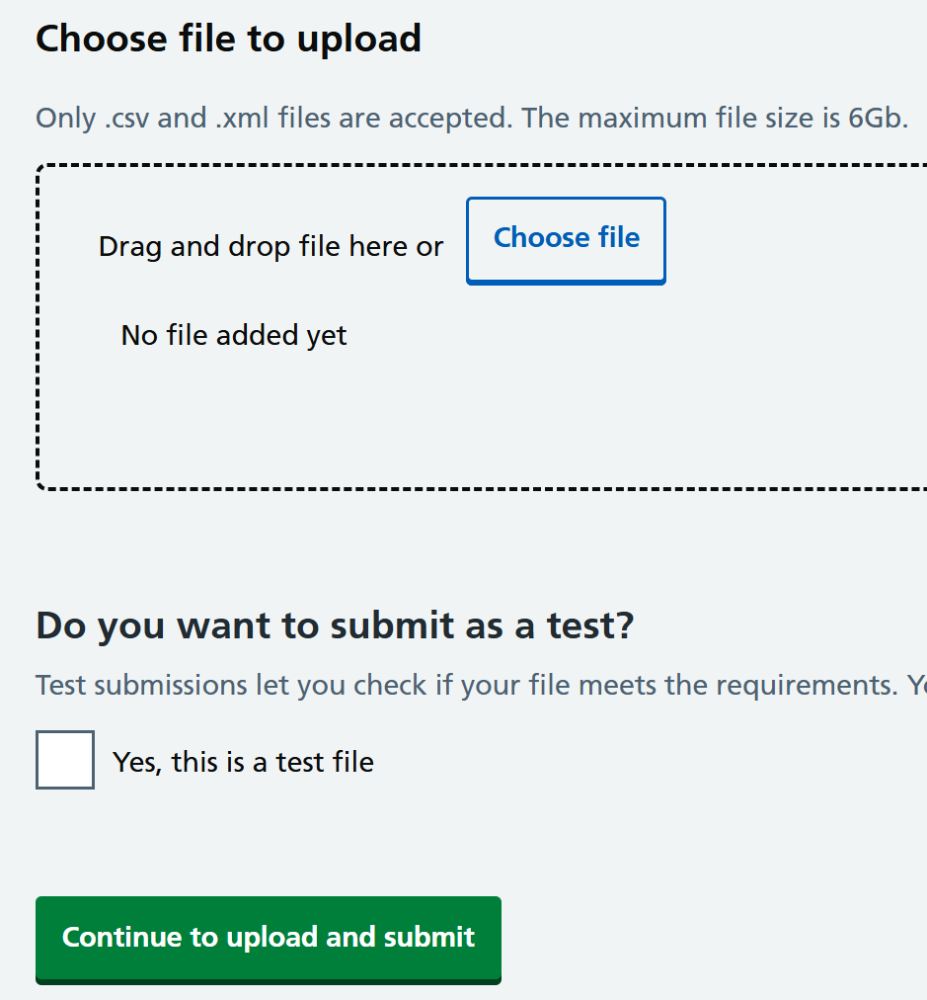 Choose file to upload
Only .csv and .xml files are accepted. The maximum file size is 6Gb.
Drag and drop file here or
Choose file
No file added yet
Do you want to submit as a test?
Test submissions let you check if your file meets the requirements.
Yes, this is a test file
Continue to upload and submit